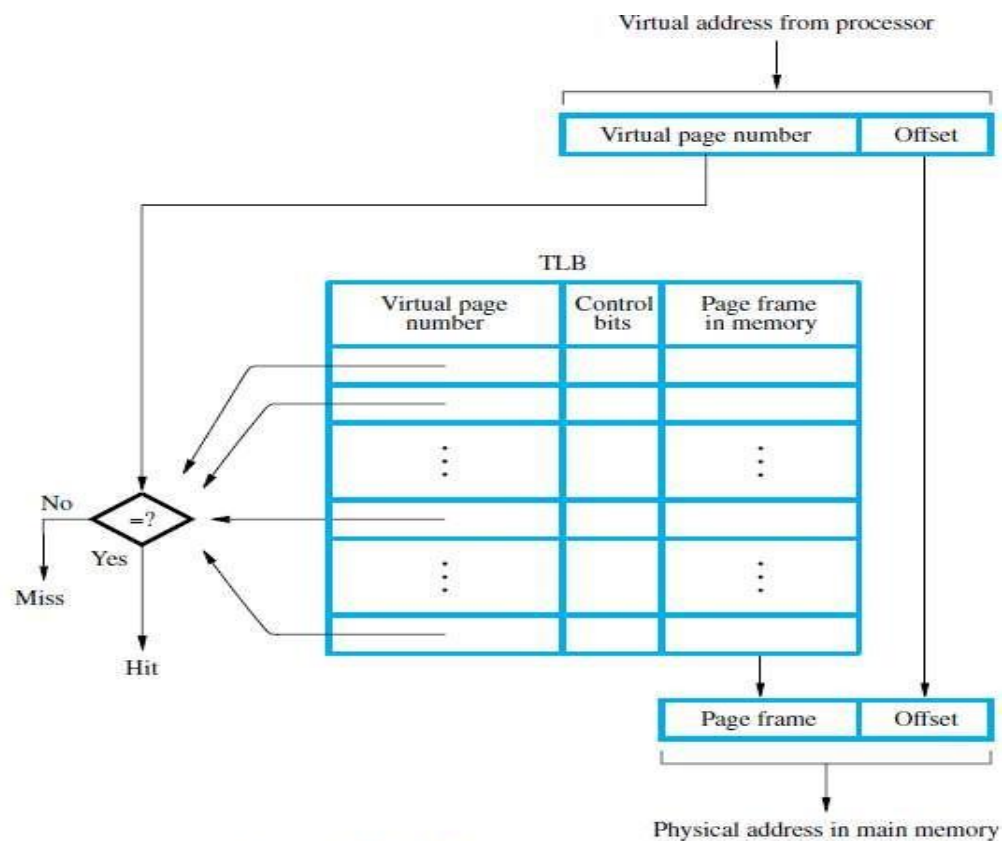 Virtual address from processor
Virtual page number
Offset
TLB
Virtual page
number
Control
bits
Page frame
in memory
No
=?
Yes
Miss
Hit
Page frame
Offset
Physical address in main memory